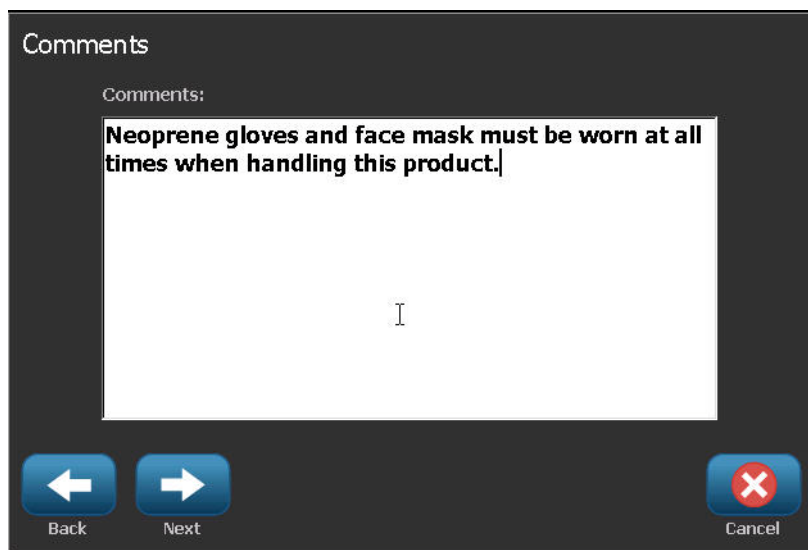 Comments
Comments:
Neoprene gloves and face mask must be worn at all
times when handling this product.
Back
Next
Cancel